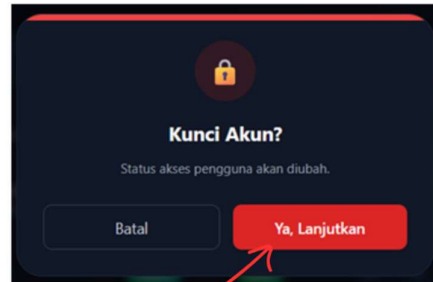 Kunci Akun?
Status akses pengguna akan diubah.
Batal
Ya, Lanjutkan